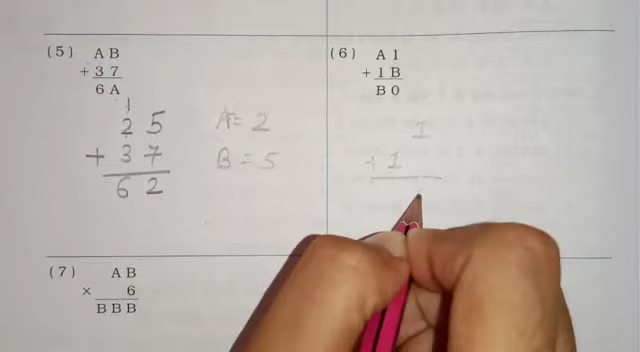 (5) A B
+ 3 7
6 A
1
2 5
+ 3 7
6 2
A = 2
B = 5
(6) A 1
+ 1 B
B 0
1
+ 1
(7) A B
× 6
B B B